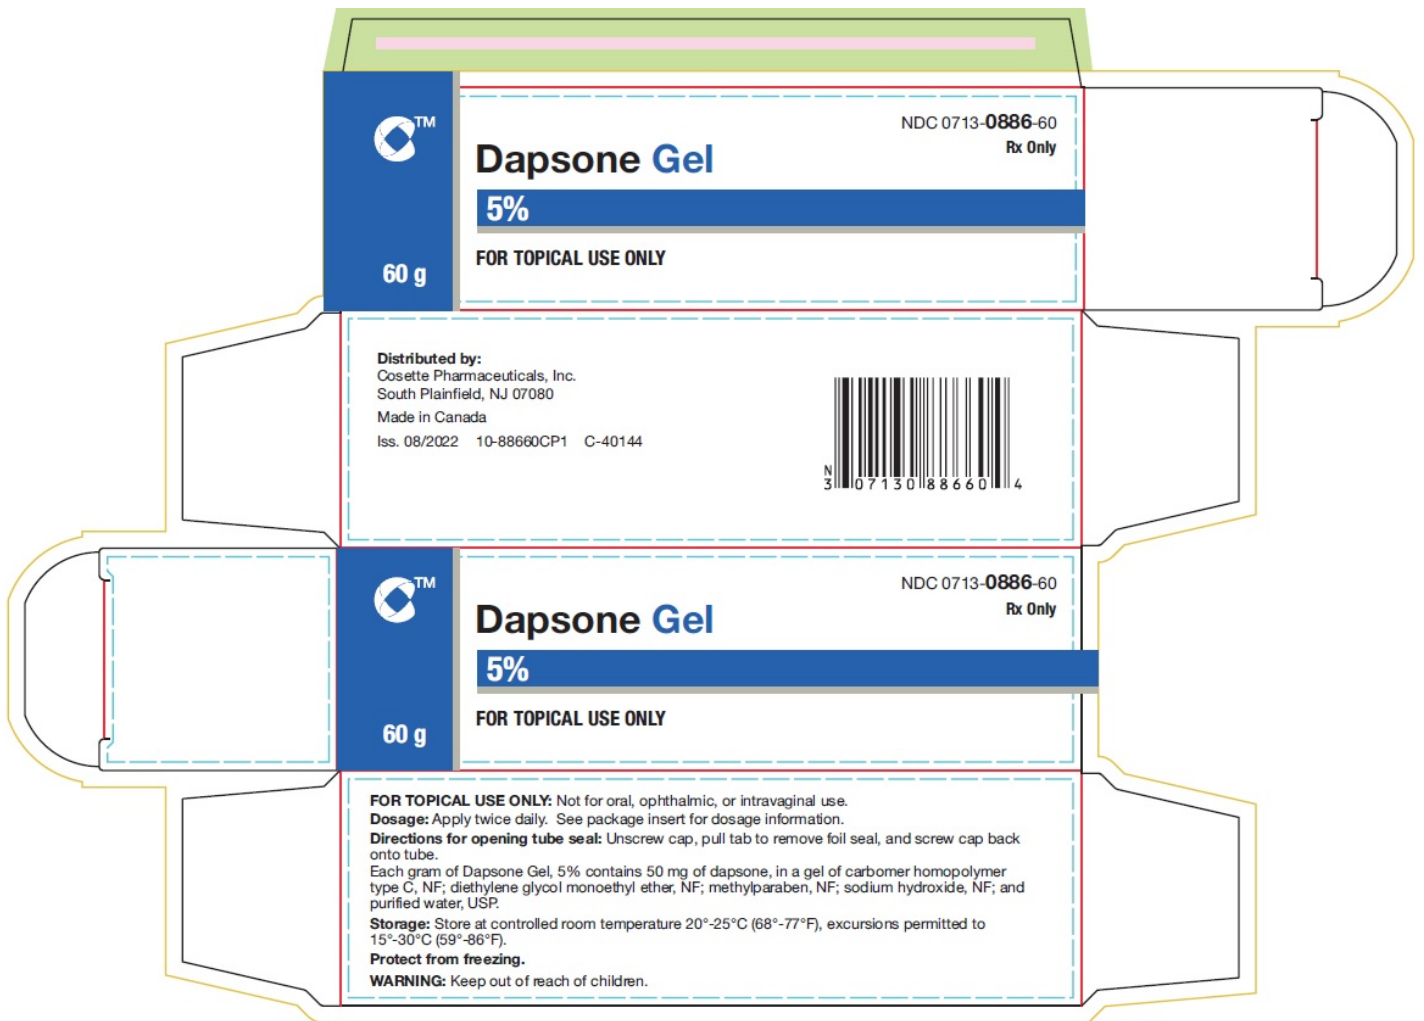 TM
NDC 0713-0886-60
Rx Only
Dapsone Gel
5%
FOR TOPICAL USE ONLY
60 g
Distributed by:
Cosette Pharmaceuticals, Inc.
South Plainfield, NJ 07080
Made in Canada
Iss. 08/2022 10-88660CP1 C-40144
N
3 07130 88660 4
TM
NDC 0713-0886-60
Rx Only
Dapsone Gel
5%
FOR TOPICAL USE ONLY
60 g
FOR TOPICAL USE ONLY: Not for oral, ophthalmic, or intravaginal use.
Dosage: Apply twice daily. See package insert for dosage information.
Directions for opening tube seal: Unscrew cap, pull tab to remove foil seal, and screw cap back
onto tube.
Each gram of Dapsone Gel, 5% contains 50 mg of dapsone, in a gel of carbomer homopolymer
type C, NF; diethylene glycol monoethyl ether, NF; methylparaben, NF; sodium hydroxide, NF; and
purified water, USP.
Storage: Store at controlled room temperature 20°-25°C (68°-77°F), excursions permitted to
15°-30°C (59°-86°F).
Protect from freezing.
WARNING: Keep out of reach of children.